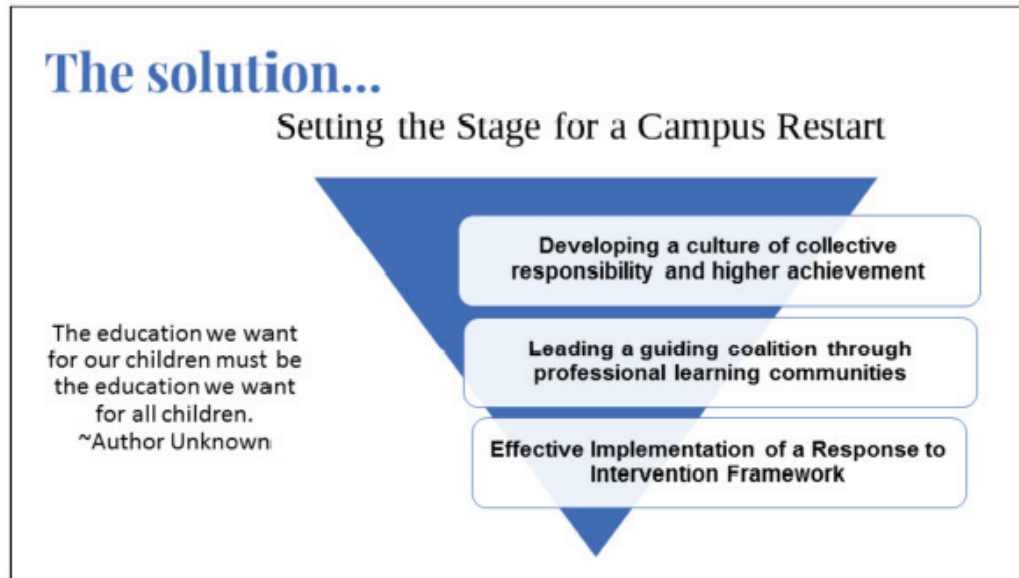 The solution...
Setting the Stage for a Campus Restart
Developing a culture of collective
responsibility and higher achievement
Leading a guiding coalition through
professional learning communities
Effective Implementation of a Response to
Intervention Framework
The education we want
for our children must be
the education we want
for all children.
~Author Unknown